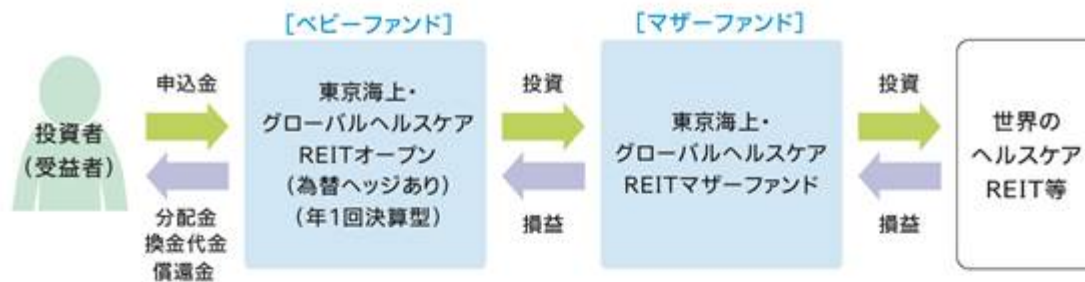 [ベビーファンド]
[マザーファンド]
投資者
(受益者)
申込金
分配金
換金代金
償還金
東京海上・
グローバルヘルスケア
REITオープン
(為替ヘッジあり)
(年1回決算型)
投資
損益
東京海上・
グローバルヘルスケア
REITマザーファンド
投資
損益
世界の
ヘルスケア
REIT等